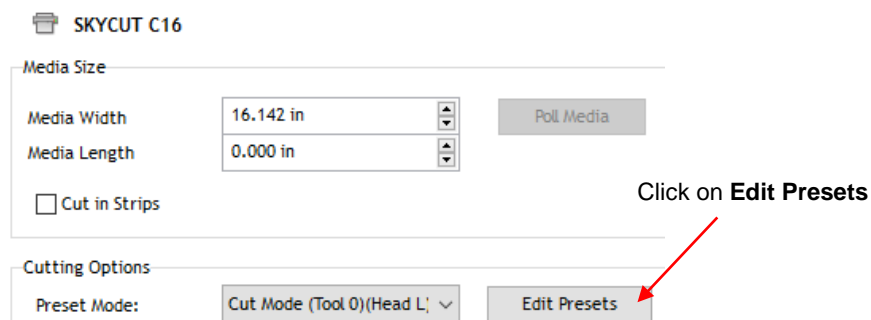 SKYCUT C16
Media Size
Media Width 16.142 in Poll Media
Media Length 0.000 in
Cut in Strips
Click on Edit Presets
Cutting Options
Preset Mode: Cut Mode (Tool 0)(Head L) Edit Presets